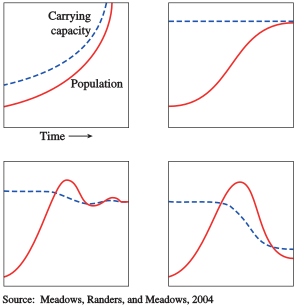 Carrying
capacity
Population
Time
Source: Meadows, Randers, and Meadows, 2004